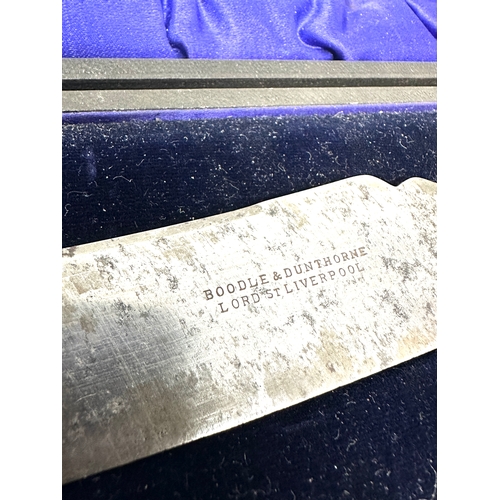 BOODLE & DUNTHORNE
LORD ST. LIVERPOOL